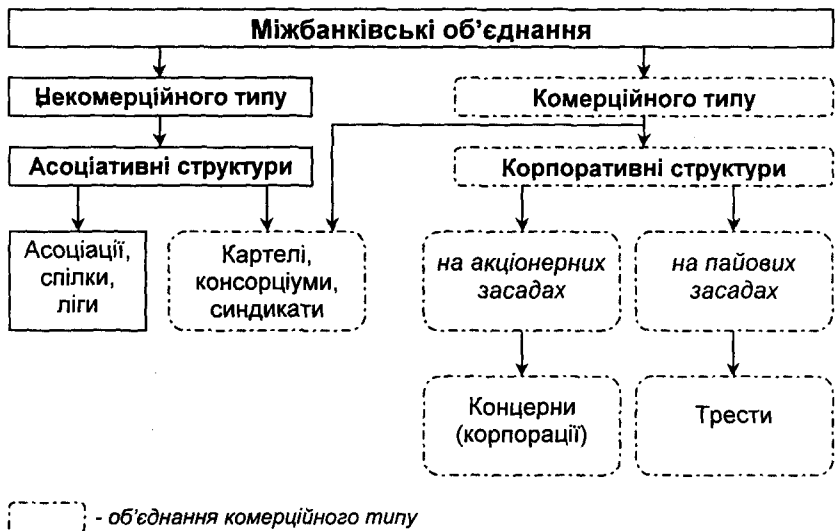 Міжбанківські об'єднання
Некомерційного типу
Комерційного типу
Асоціативні структури
Корпоративні структури
Асоціації,
спілки,
ліги
Картелі,
консорціуми,
синдикати
на акціонерних
засадах
на пайових
засадах
Концерни
(корпорації)
Трести
- об'єднання комерційного типу